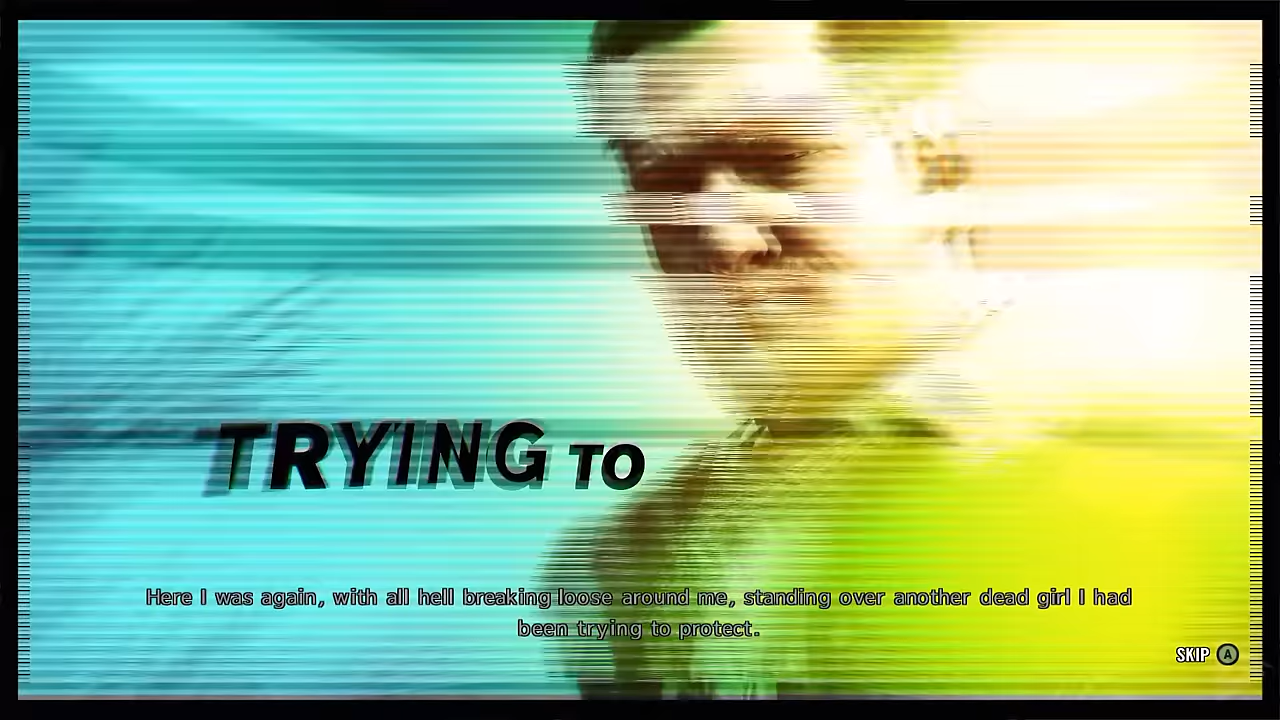 TRYING TO
Here I was again, with all hell breaking loose around me, standing over another dead girl I had
been trying to protect.
SKIP A